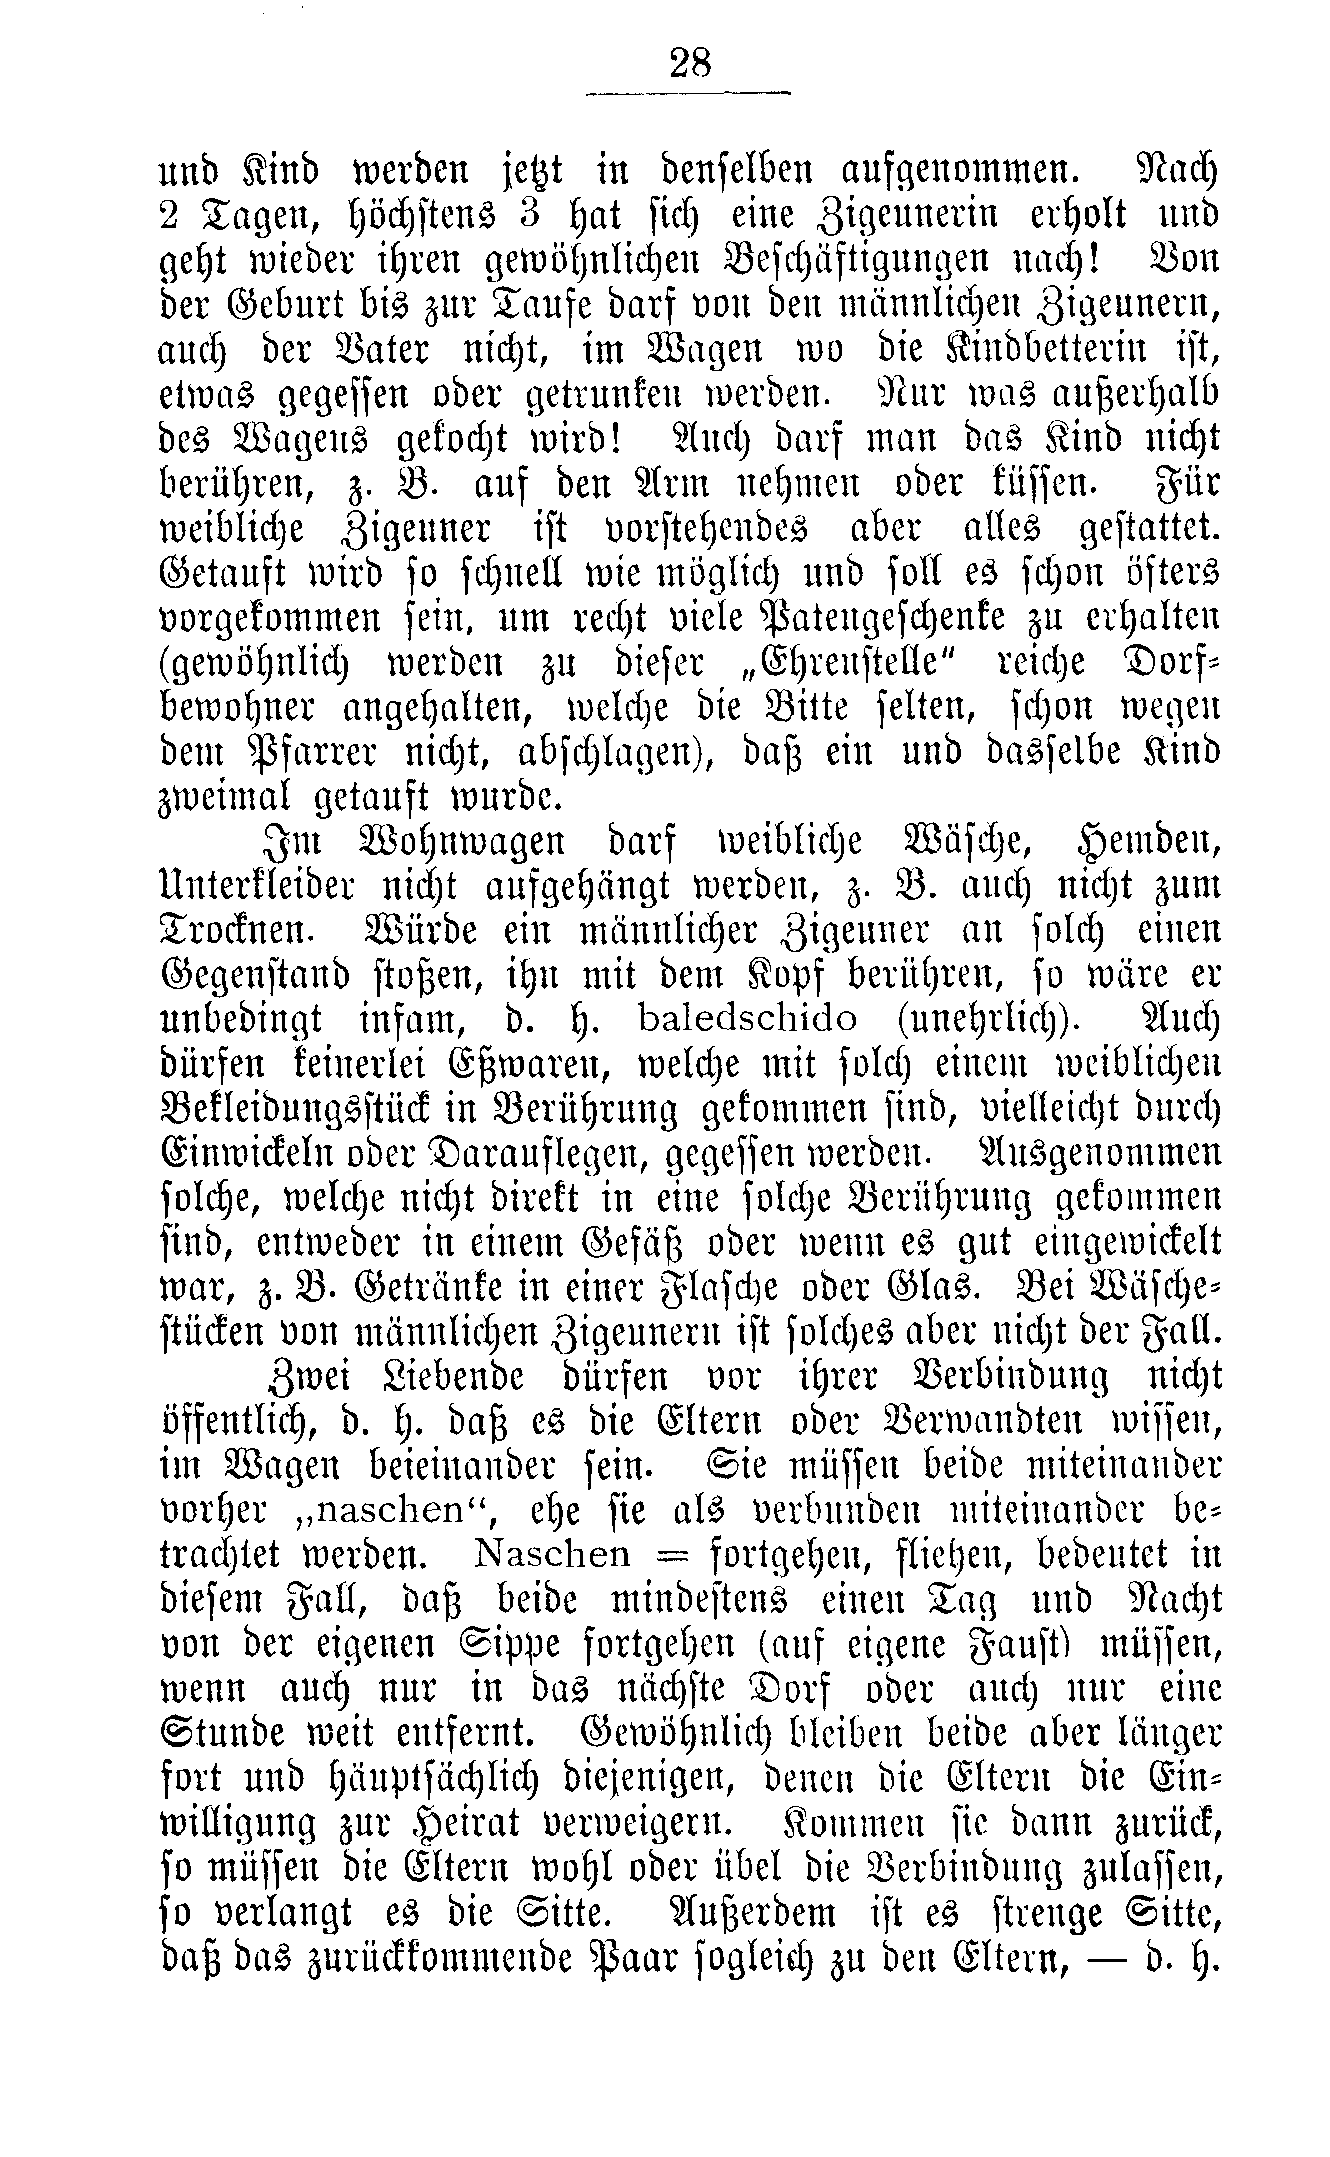 28
und Kind werden jetzt in denselben aufgenommen. Nach
2 Tagen, höchstens 3 hat sich eine Zigeunerin erholt und
geht wieder ihren gewöhnlichen Beschäftigungen nach! Von
der Geburt bis zur Taufe darf von den männlichen Zigeunern,
auch der Vater nicht, im Wagen wo die Kindbetterin ist,
etwas gegessen oder getrunken werden. Nur was außerhalb
des Wagens gekocht wird! Auch darf man das Kind nicht
berühren, z. B. auf den Arm nehmen oder küssen. Für
weibliche Zigeuner ist vorstehendes aber alles gestattet.
Getauft wird so schnell wie möglich und soll es schon öfters
vorgekommen sein, um recht viele Patengeschenke zu erhalten
(gewöhnlich werden zu dieser „Ehrenstelle" reiche Dorf-
bewohner angehalten, welche die Bitte selten, schon wegen
dem Pfarrer nicht, abschlagen), daß ein und dasselbe Kind
zweimal getauft wurde.
Im Wohnwagen darf weibliche Wäsche, Hemden,
Unterkleider nicht aufgehängt werden, z. B. auch nicht zum
Trocknen. Würde ein männlicher Zigeuner an solch einen
Gegenstand stoßen, ihn mit dem Kopf berühren, so wäre er
unbedingt infam, d. h. baledschido (unehrlich). Auch
dürfen keinerlei Eßwaren, welche mit solch einem weiblichen
Bekleidungsstück in Berührung gekommen sind, vielleicht durch
Einwickeln oder Darauflegen, gegessen werden. Ausgenommen
solche, welche nicht direkt in eine solche Berührung gekommen
sind, entweder in einem Gefäß oder wenn es gut eingewickelt
war, z. B. Getränke in einer Flasche oder Glas. Bei Wäsche-
stücken von männlichen Zigeunern ist solches aber nicht der Fall.
Zwei Liebende dürfen vor ihrer Verbindung nicht
öffentlich, d. h. daß es die Eltern oder Verwandten wissen,
im Wagen beieinander sein. Sie müssen beide miteinander
vorher „naschen“, ehe sie als verbunden miteinander be-
trachtet werden. Naschen = fortgehen, fliehen, bedeutet in
diesem Fall, daß beide mindestens einen Tag und Nacht
von der eigenen Sippe fortgehen (auf eigene Faust) müssen,
wenn auch nur in das nächste Dorf oder auch nur eine
Stunde weit entfernt. Gewöhnlich bleiben beide aber länger
fort und häuptsächlich diejenigen, denen die Eltern die Ein-
willigung zur Heirat verweigern. Kommen sie dann zurück,
so müssen die Eltern wohl oder übel die Verbindung zulassen,
so verlangt es die Sitte. Außerdem ist es strenge Sitte,
daß das zurückkommende Paar sogleich zu den Eltern, — d. h.